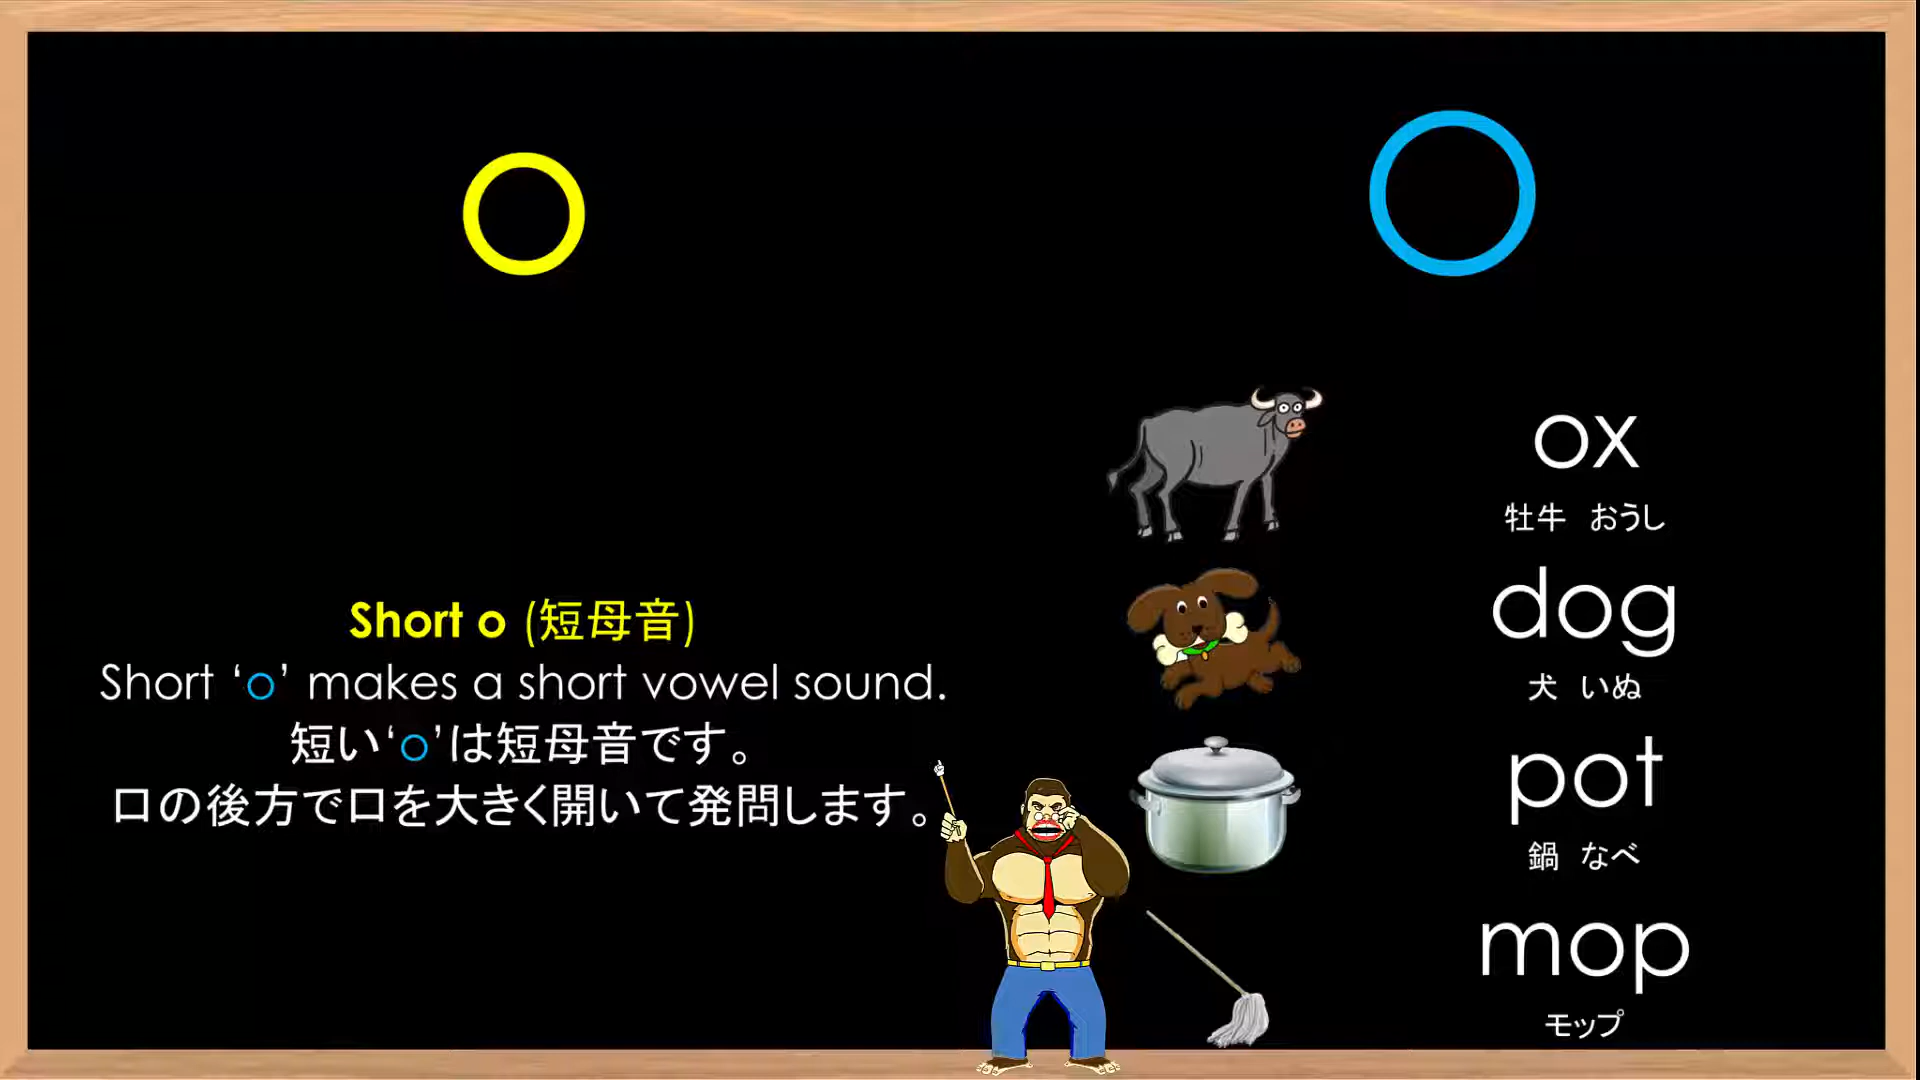 o
o
Short o (短母音)
Short ‘o’ makes a short vowel sound.
短い‘o’は短母音です。
口の後方で口を大きく開いて発問します。
ox
牡牛 おうし
dog
犬 いぬ
pot
鍋 なべ
mop
モップ